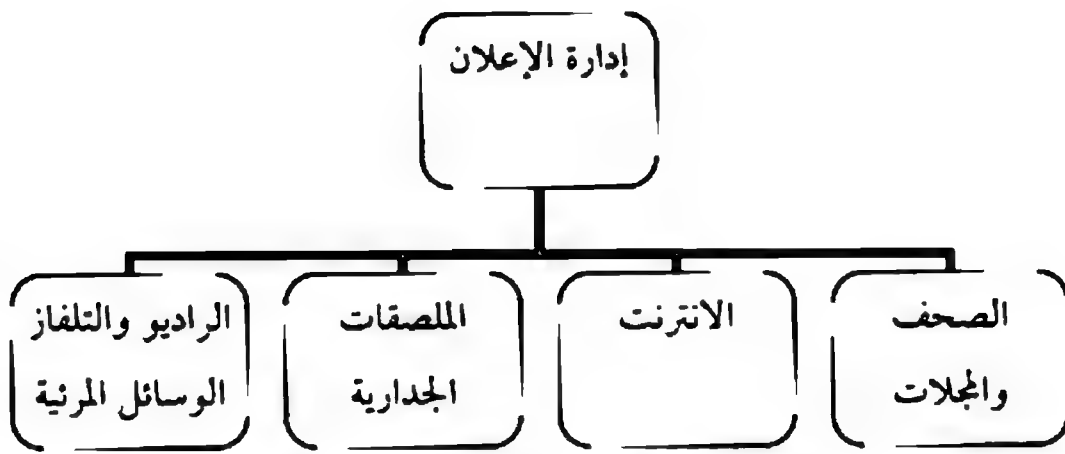 إدارة الإعلان
الصحف
والمجلات
الانترنت
الملصقات
الجدارية
الراديو والتلفاز
الوسائل المرئية